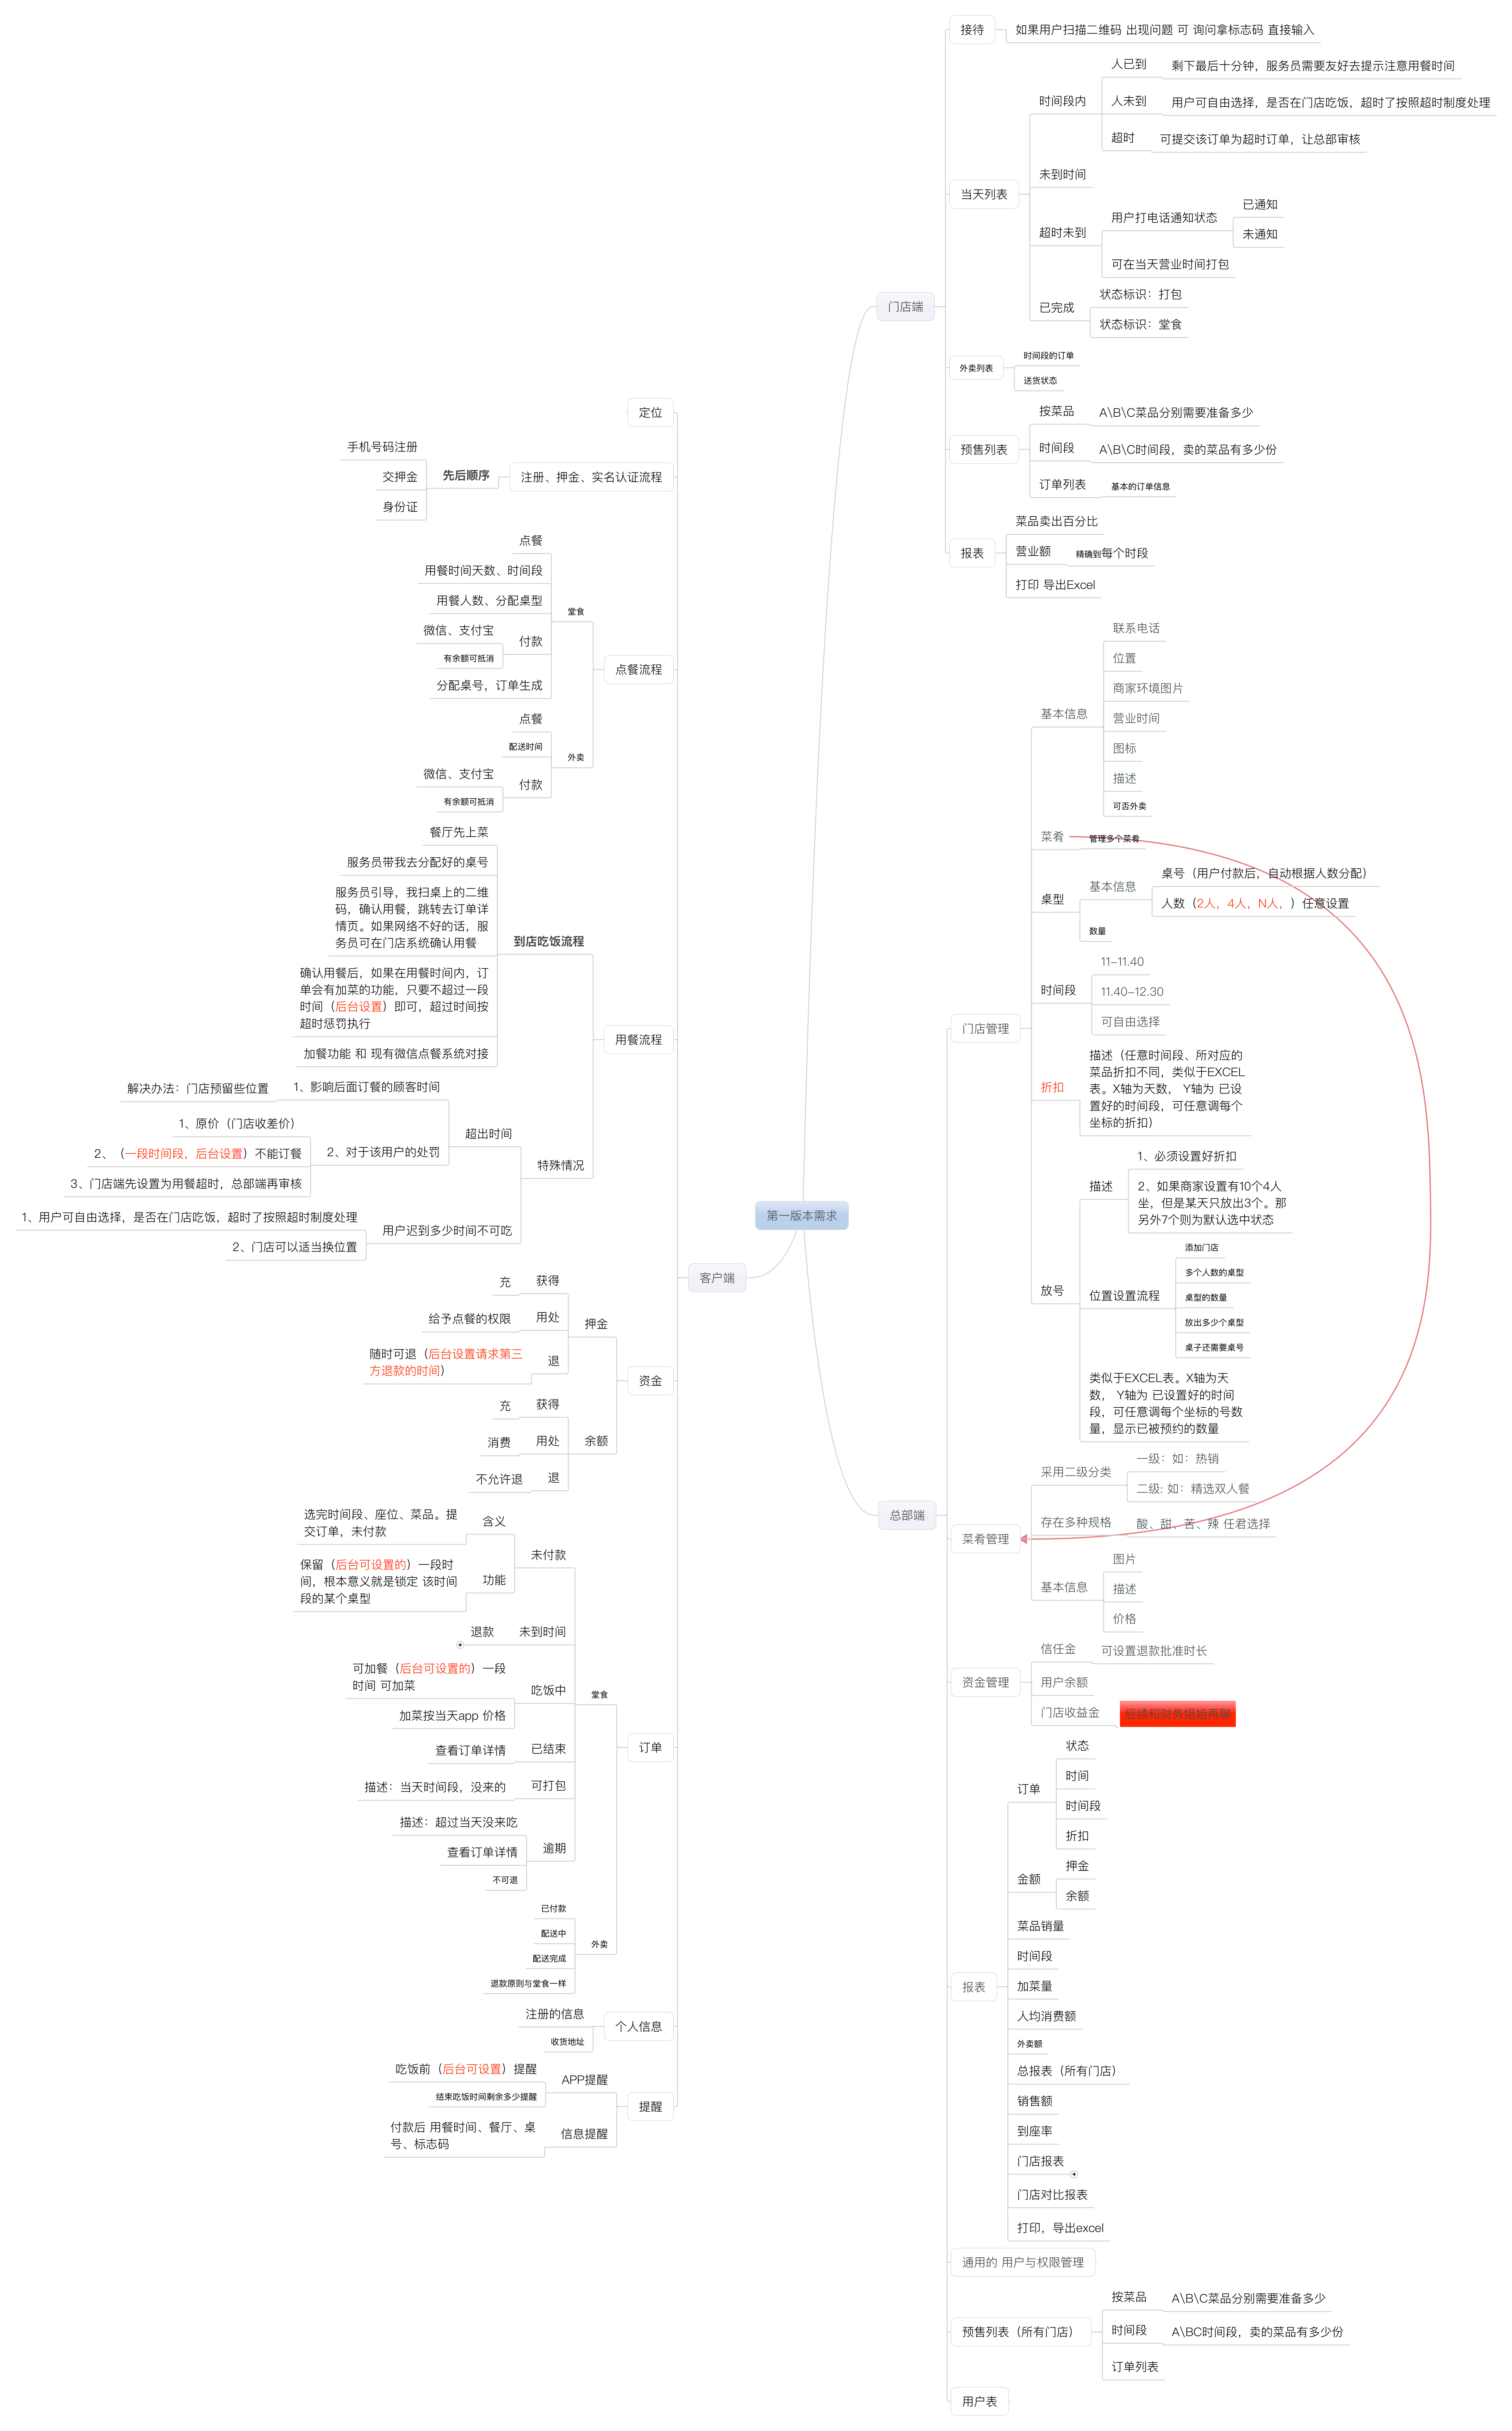 第一版本需求
门店端
接待
如果用户扫描二维码 出现问题 可 询问拿标志码 直接输入
当天列表
时间段内
人已到
剩下最后十分钟，服务员需要友好去提示注意用餐时间
人未到
用户可自由选择，是否在门店吃饭，超时了按照超时制度处理
超时
可提交该订单为超时订单，让总部审核
未到时间
超时未到
用户打电话通知状态
已通知
未通知
可在当天营业时间打包
已完成
状态标识：打包
状态标识：堂食
外卖列表
时间段的订单
送货状态
预售列表
按菜品
A\B\C菜品分别需要准备多少
时间段
A\B\C时间段，卖的菜品有多少份
订单列表
基本的订单信息
报表
菜品卖出百分比
营业额
精确到每个时段
打印 导出Excel
总部端
门店管理
基本信息
联系电话
位置
商家环境图片
营业时间
图标
描述
可否外卖
菜肴
管理多个菜肴
桌型
基本信息
桌号（用户付款后，自动根据人数分配）
人数（2人，4人，N人，）任意设置
数量
时间段
11-11.40
11.40-12.30
可自由选择
折扣
描述（任意时间段、所对应的
菜品折扣不同，类似于EXCEL
表。X轴为天数， Y轴为 已设
置好的时间段，可任意调每个
坐标的折扣）
放号
描述
1、必须设置好折扣
2、如果商家设置有10个4人
坐，但是某天只放出3个。那
另外7个则为默认选中状态
位置设置流程
添加门店
多个人数的桌型
桌型的数量
放出多少个桌型
桌子还需要桌号
类似于EXCEL表。X轴为天
数， Y轴为 已设置好的时间
段，可任意调每个坐标的号数
量，显示已被预约的数量
菜肴管理
采用二级分类
一级：如：热销
二级: 如：精选双人餐
存在多种规格
酸、甜、苦、辣 任君选择
基本信息
图片
描述
价格
资金管理
信任金
可设置退款批准时长
用户余额
门店收益金
后续和财务姐姐再聊
报表
订单
状态
时间
时间段
折扣
金额
押金
余额
菜品销量
时间段
加菜量
人均消费额
外卖额
总报表（所有门店）
销售额
到座率
门店报表
门店对比报表
打印，导出excel
通用的 用户与权限管理
预售列表（所有门店）
按菜品
A\B\C菜品分别需要准备多少
时间段
A\BC时间段，卖的菜品有多少份
订单列表
用户表
客户端
定位
注册、押金、实名认证流程
先后顺序
手机号码注册
交押金
身份证
点餐流程
堂食
点餐
用餐时间天数、时间段
用餐人数、分配桌型
付款
微信、支付宝
有余额可抵消
分配桌号，订单生成
外卖
点餐
配送时间
付款
微信、支付宝
有余额可抵消
用餐流程
到店吃饭流程
餐厅先上菜
服务员带我去分配好的桌号
服务员引导，我扫桌上的二维
码，确认用餐，跳转去订单详
情页。如果网络不好的话，服
务员可在门店系统确认用餐
确认用餐后，如果在用餐时间内，订
单会有加菜的功能，只要不超过一段
时间（后台设置）即可，超过时间按
超时惩罚执行
加餐功能 和 现有微信点餐系统对接
特殊情况
超出时间
1、影响后面订餐的顾客时间
解决办法：门店预留些位置
2、对于该用户的处罚
1、原价（门店收差价）
2、（一段时间段，后台设置）不能订餐
3、门店端先设置为用餐超时，总部端再审核
用户迟到多少时间不可吃
1、用户可自由选择，是否在门店吃饭，超时了按照超时制度处理
2、门店可以适当换位置
资金
押金
获得
充
用处
给予点餐的权限
退
随时可退（后台设置请求第三
方退款的时间）
余额
获得
充
用处
消费
退
不允许退
订单
堂食
未付款
含义
选完时间段、座位、菜品。提
交订单，未付款
功能
保留（后台可设置的）一段时
间，根本意义就是锁定 该时间
段的某个桌型
未到时间
退款
吃饭中
可加餐（后台可设置的）一段
时间 可加菜
加菜按当天app 价格
已结束
查看订单详情
可打包
描述：当天时间段，没来的
逾期
描述：超过当天没来吃
查看订单详情
不可退
外卖
已付款
配送中
配送完成
退款原则与堂食一样
个人信息
注册的信息
收货地址
提醒
APP提醒
吃饭前（后台可设置）提醒
结束吃饭时间剩余多少提醒
信息提醒
付款后 用餐时间、餐厅、桌
号、标志码